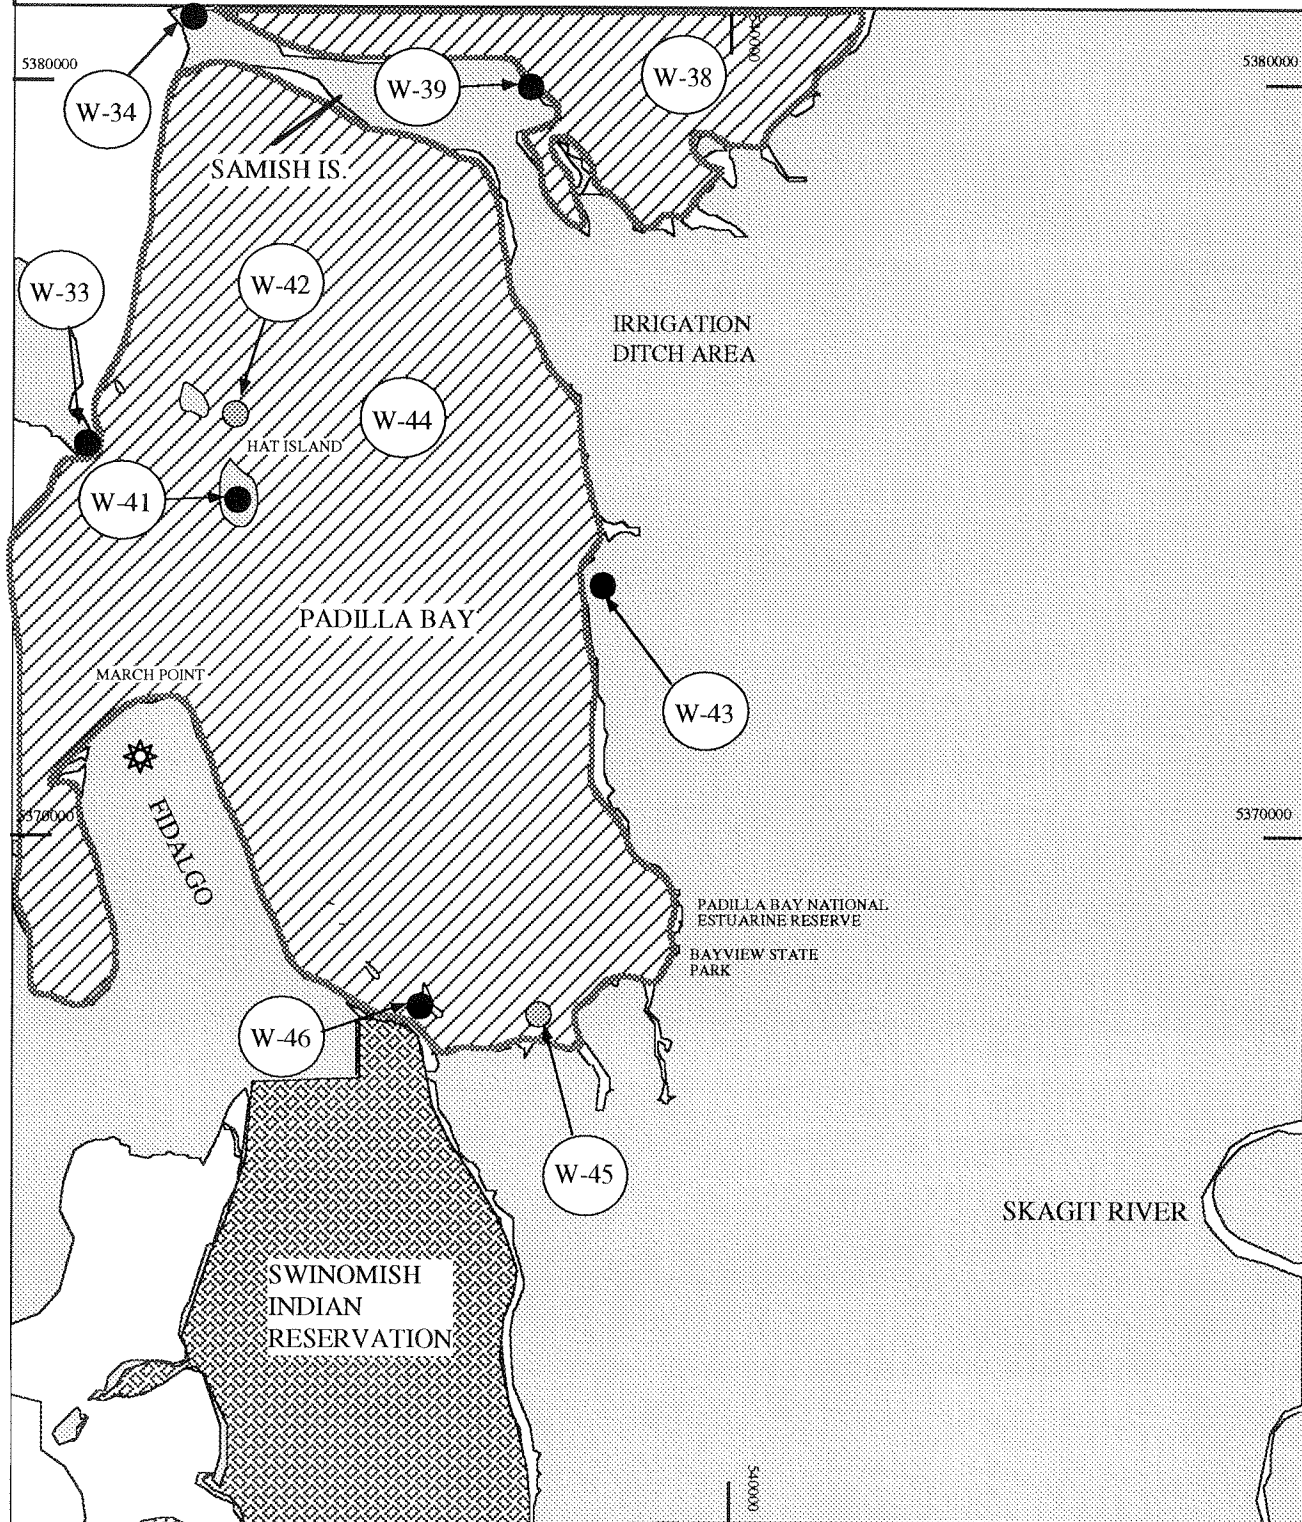 540000
5380000
5380000
W-39
W-38
W-34
SAMISH IS.
W-42
W-33
IRRIGATION
DITCH AREA
W-44
HAT ISLAND
W-41
PADILLA BAY
MARCH POINT
W-43
FIDALGO
5370000
5370000
PADILLA BAY NATIONAL
ESTUARINE RESERVE
BAYVIEW STATE
PARK
W-46
W-45
SKAGIT RIVER
SWINOMISH
INDIAN
RESERVATION
540000